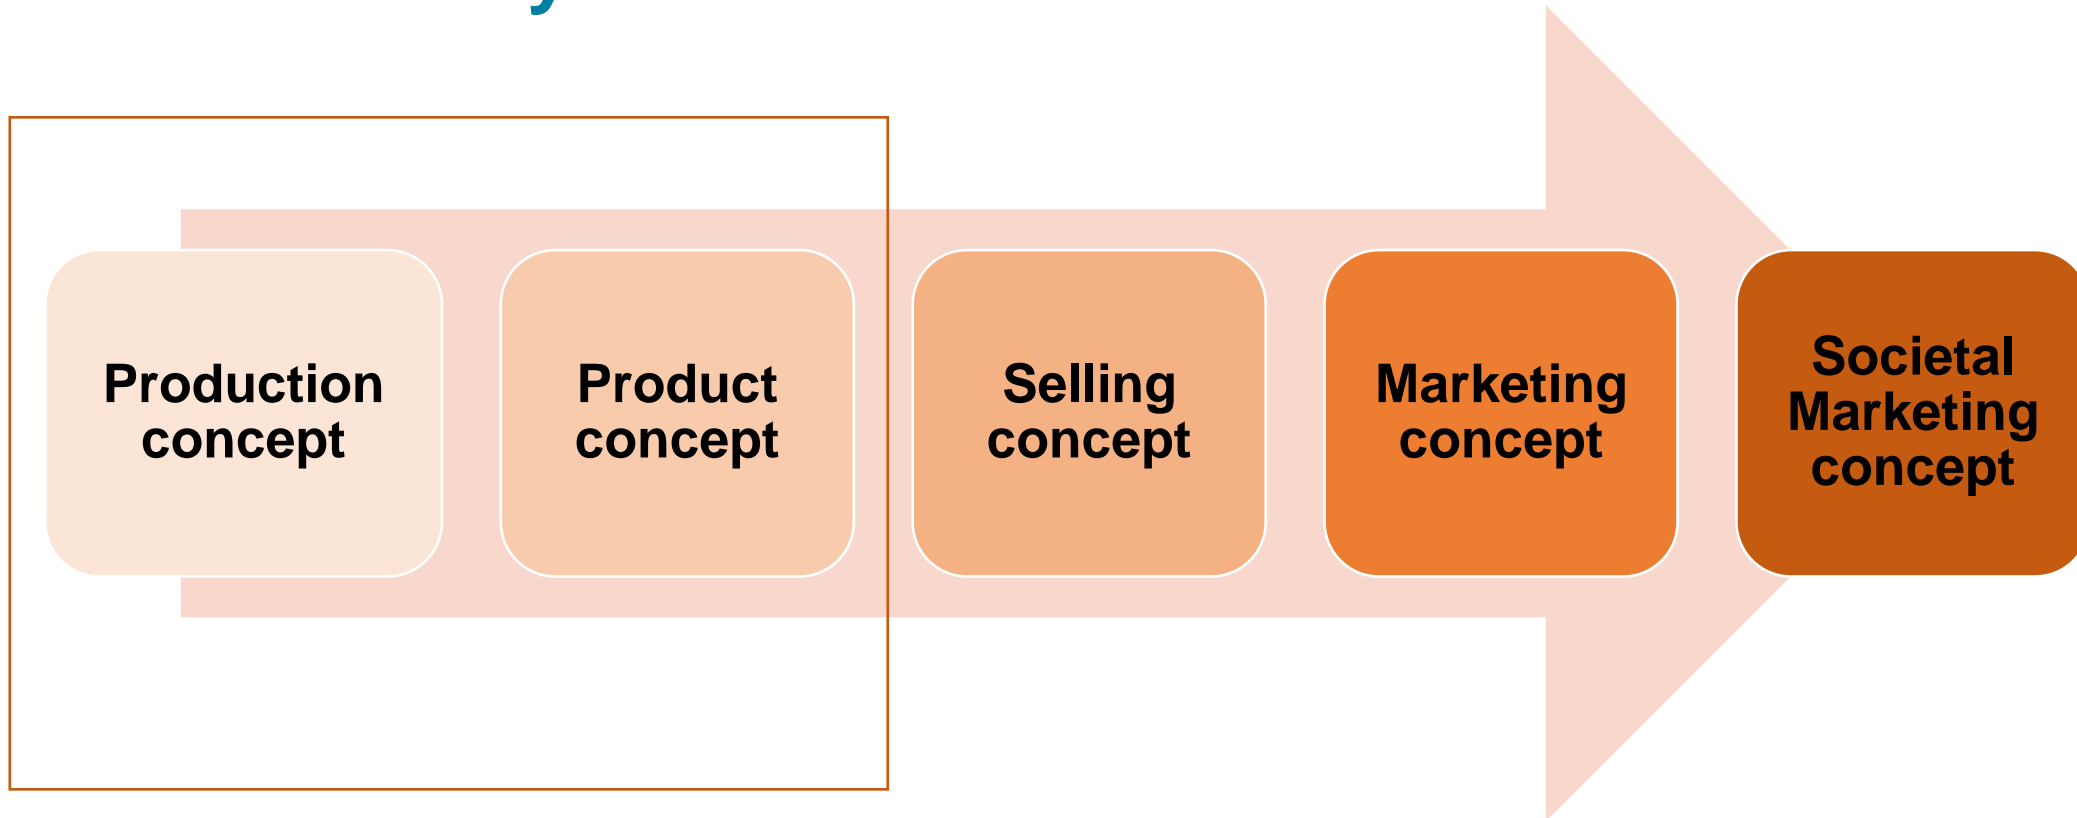 Production
concept
Product
concept
Selling
concept
Marketing
concept
Societal
Marketing
concept